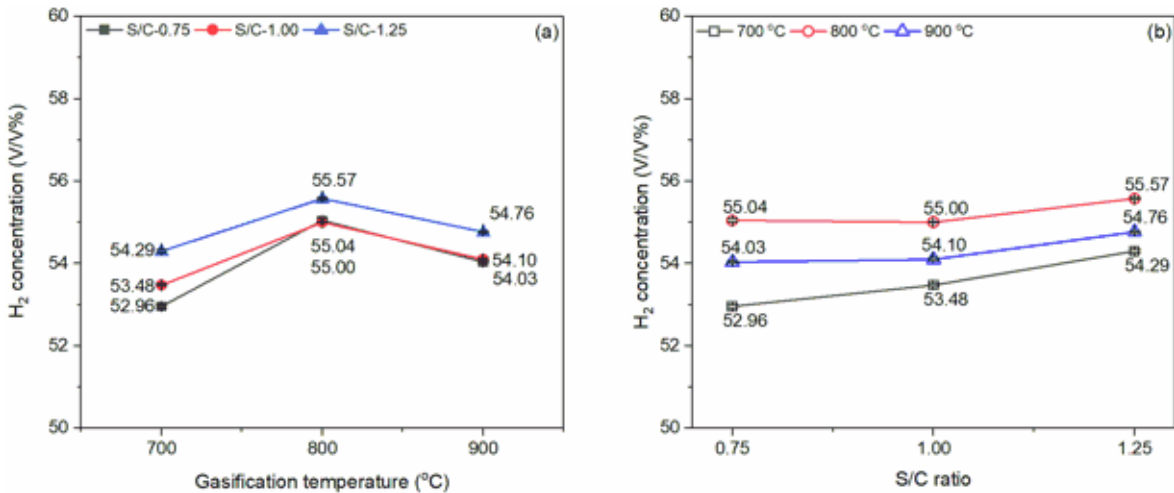 60
58
56
54
52
50
H2 concentration (V/V%)
S/C-0.75 S/C-1.00 S/C-1.25
(a)
55.57
54.76
54.29
55.04
55.00
54.10
54.03
53.48
52.96
700 800 900
Gasification temperature (°C)
60
58
56
54
52
50
H2 concentration (V/V%)
700 °C 800 °C 900 °C
(b)
55.04 55.00 55.57
54.03 54.10 54.76
52.96 53.48 54.29
0.75 1.00 1.25
S/C ratio